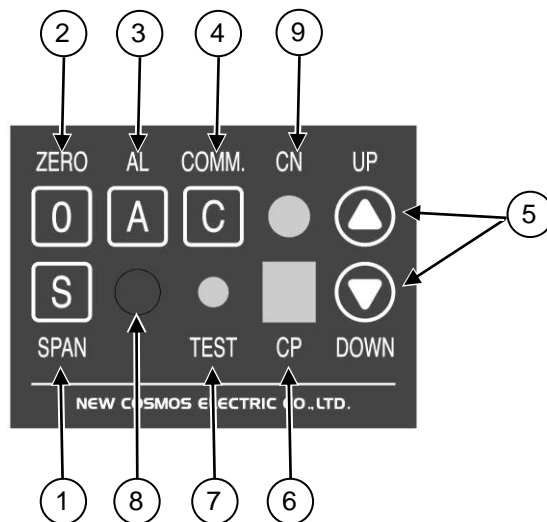 2 3 4 9
ZERO AL COMM. CN UP
0 A C
5
S
SPAN TEST CP DOWN
NEW COSMOS ELECTRIC CO.,LTD.
1 8 7 6